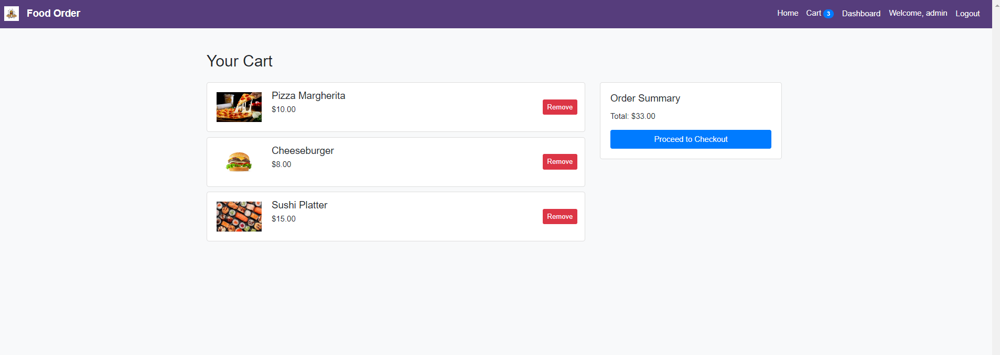 Food Order
Home Cart 3 Dashboard Welcome, admin Logout
Your Cart
Pizza Margherita
$10.00
Remove
Cheeseburger
$8.00
Remove
Sushi Platter
$15.00
Remove
Order Summary
Total: $33.00
Proceed to Checkout